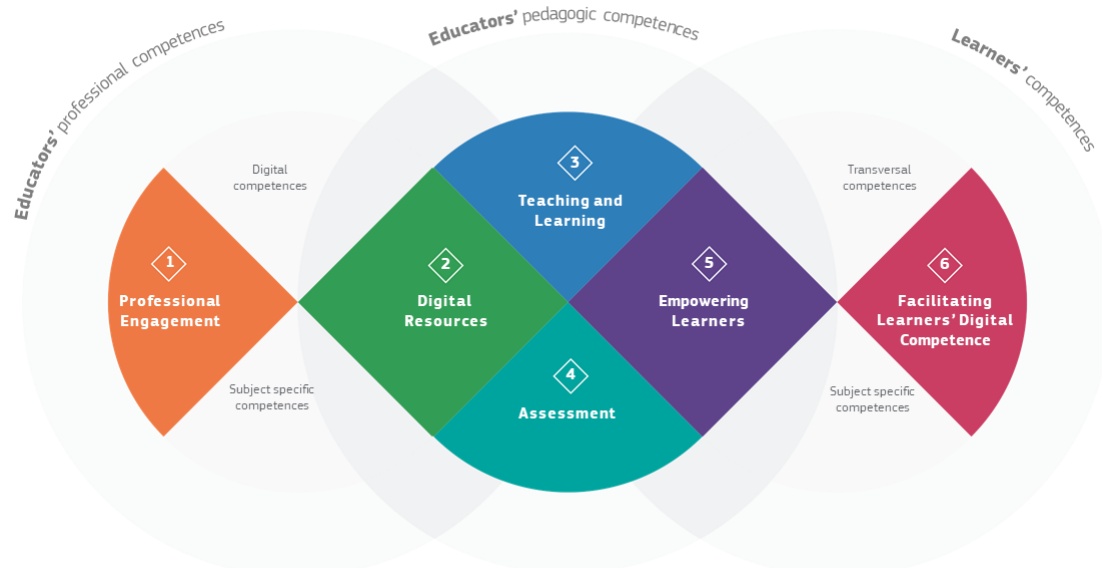 Educators' professional competences
Educators' pedagogic competences
Learners' competences
Digital
competences
Transversal
competences
3
Teaching and
Learning
1
Professional
Engagement
2
Digital
Resources
5
Empowering
Learners
6
Facilitating
Learners' Digital
Competence
4
Assessment
Subject specific
competences
Subject specific
competences